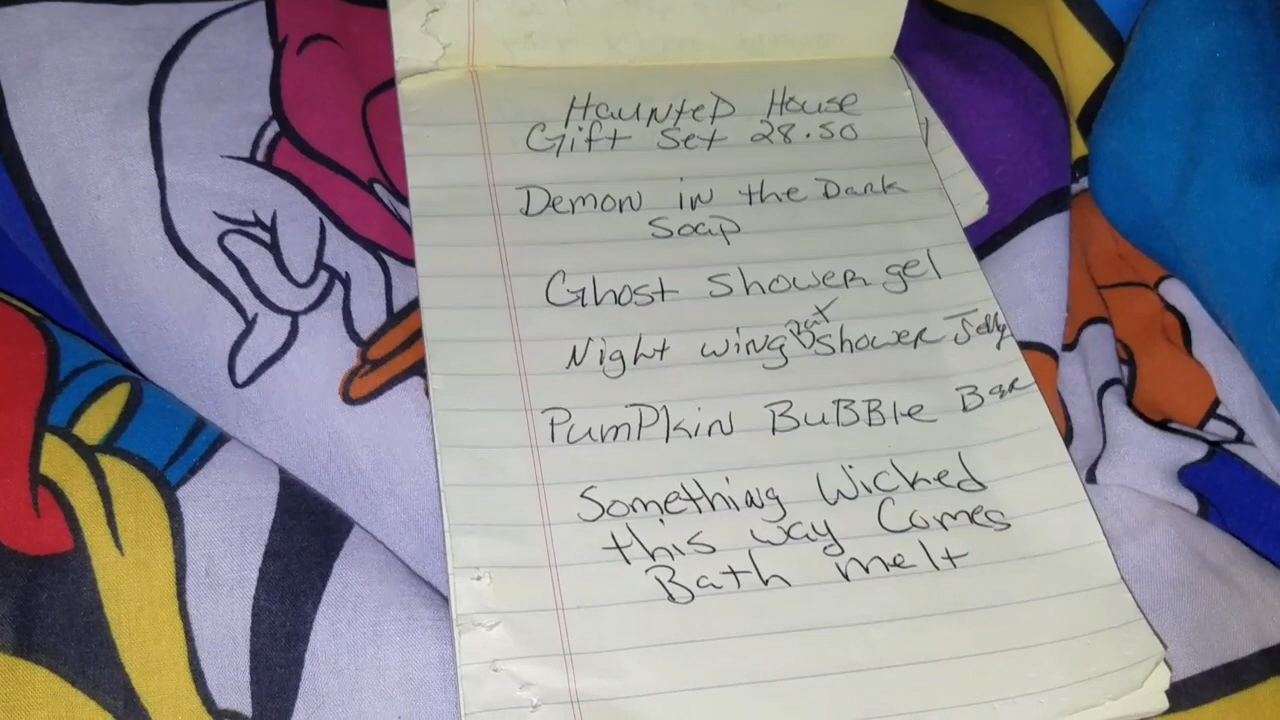 Haunted House
Gift Set 28.50
Demon in the Dark
Soap
Ghost Shower gel
Night wing Bat Shower Jelly
Pumpkin Bubble Bar
Something Wicked
this way Comes
Bath melt